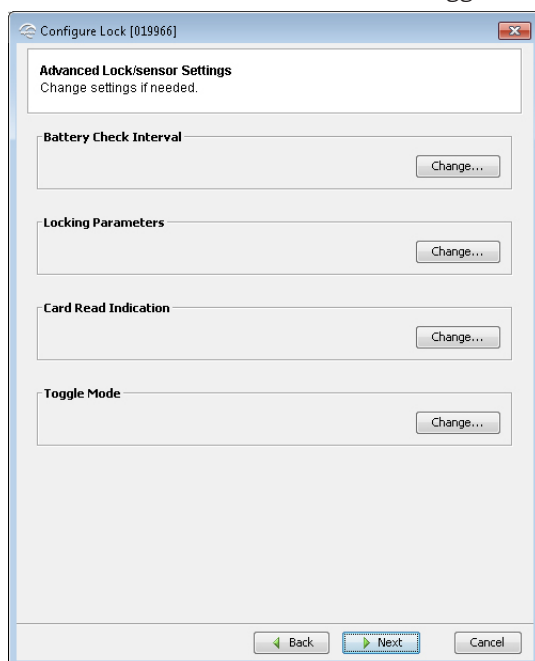 Configure Lock [019966]
Advanced Lock/sensor Settings
Change settings if needed.
Battery Check Interval
Change...
Locking Parameters
Change...
Card Read Indication
Change...
Toggle Mode
Change...
Back Next Cancel